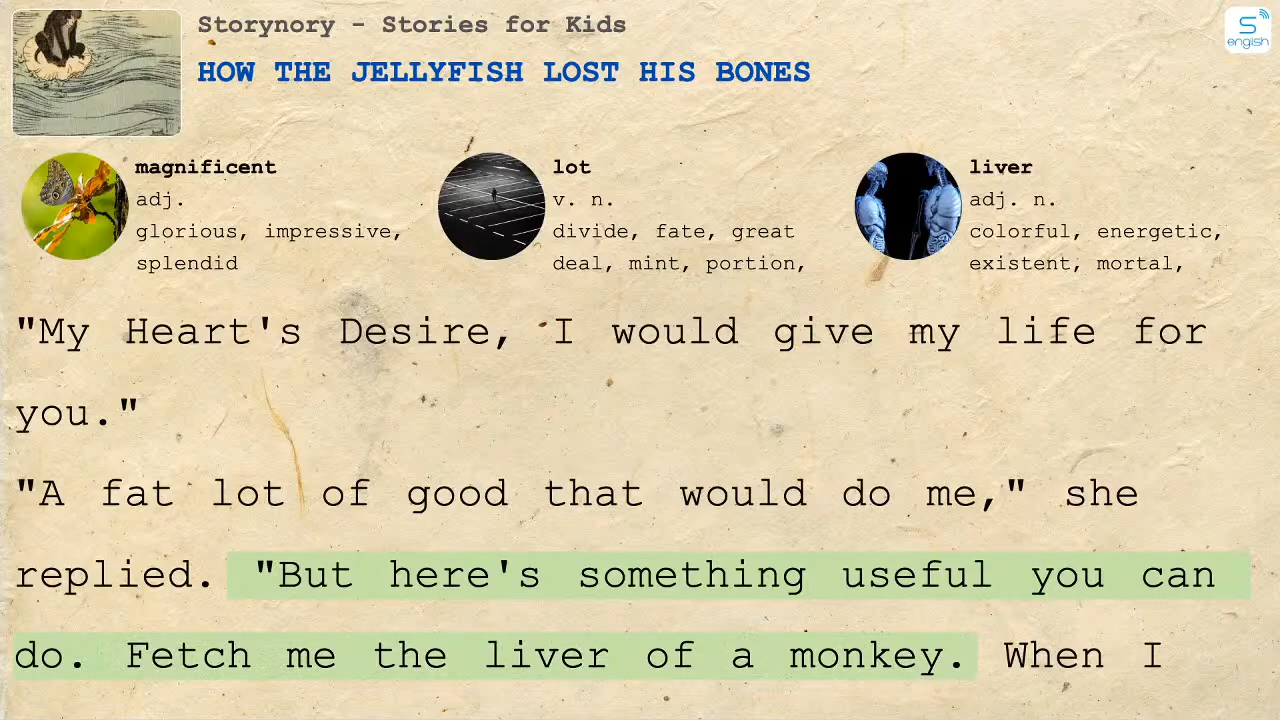 Storynory - Stories for Kids
S
english
HOW THE JELLYFISH LOST HIS BONES
magnificent
adj.
glorious, impressive,
splendid
lot
v. n.
divide, fate, great
deal, mint, portion,
liver
adj. n.
colorful, energetic,
existent, mortal,
"My Heart's Desire, I would give my life for
you."
"A fat lot of good that would do me," she
replied. "But here's something useful you can
do. Fetch me the liver of a monkey. When I